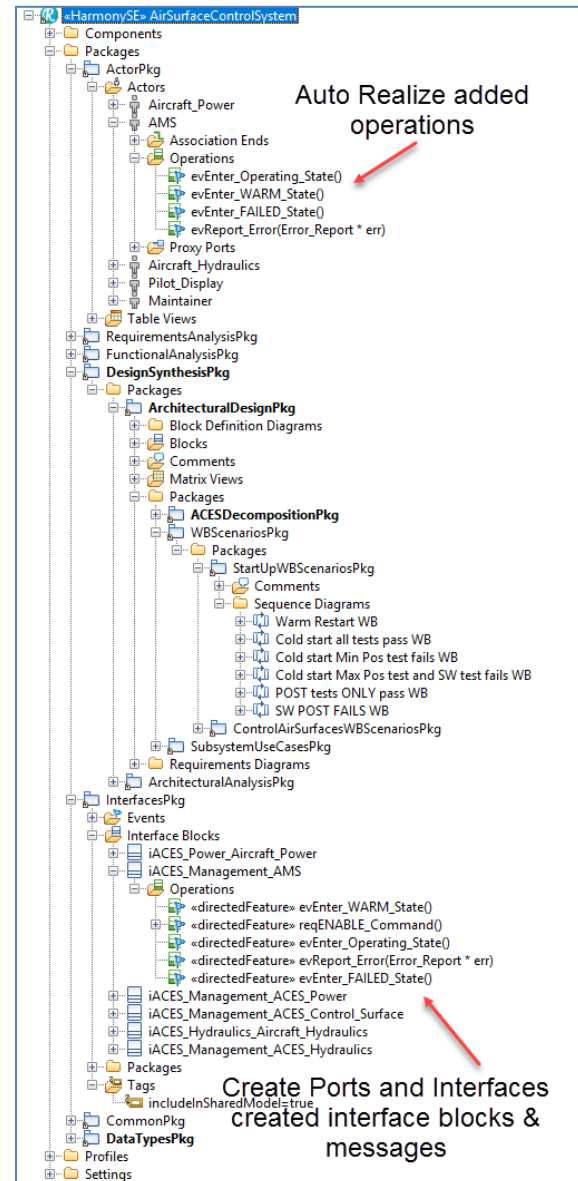 «HarmonySE» AirSurfaceControlSystem
Components
Packages
ActorPkg
Actors
Aircraft_Power
AMS
Association Ends
Operations
evEnter_Operating_State()
evEnter_WARM_State()
evEnter_FAILED_State()
evReport_Error(Error_Report * err)
Proxy Ports
Aircraft_Hydraulics
Pilot_Display
Maintainer
Table Views
RequirementsAnalysisPkg
FunctionalAnalysisPkg
DesignSynthesisPkg
Packages
ArchitecturalDesignPkg
Block Definition Diagrams
Blocks
Comments
Matrix Views
Packages
ACESDecompositionPkg
WBScenariosPkg
Packages
StartUpWBScenariosPkg
Comments
Sequence Diagrams
Warm Restart WB
Cold start all tests pass WB
Cold start Min Pos test fails WB
Cold start Max Pos test and SW test fails WB
POST tests ONLY pass WB
SW POST FAILS WB
ControlAirSurfacesWBScenariosPkg
SubsystemUseCasesPkg
Requirements Diagrams
ArchitecturalAnalysisPkg
InterfacesPkg
Events
Interface Blocks
iACES_Power_Aircraft_Power
iACES_Management_AMS
Operations
«directedFeature» evEnter_WARM_State()
«directedFeature» reqENABLE_Command()
«directedFeature» evEnter_Operating_State()
«directedFeature» evReport_Error(Error_Report * err)
«directedFeature» evEnter_FAILED_State()
iACES_Management_ACES_Power
iACES_Management_ACES_Control_Surface
iACES_Hydraulics_Aircraft_Hydraulics
iACES_Management_ACES_Hydraulics
Packages
Tags
includeInSharedModel=true
CommonPkg
DataTypesPkg
Profiles
Settings
Auto Realize added
operations
Create Ports and Interfaces
created interface blocks &
messages